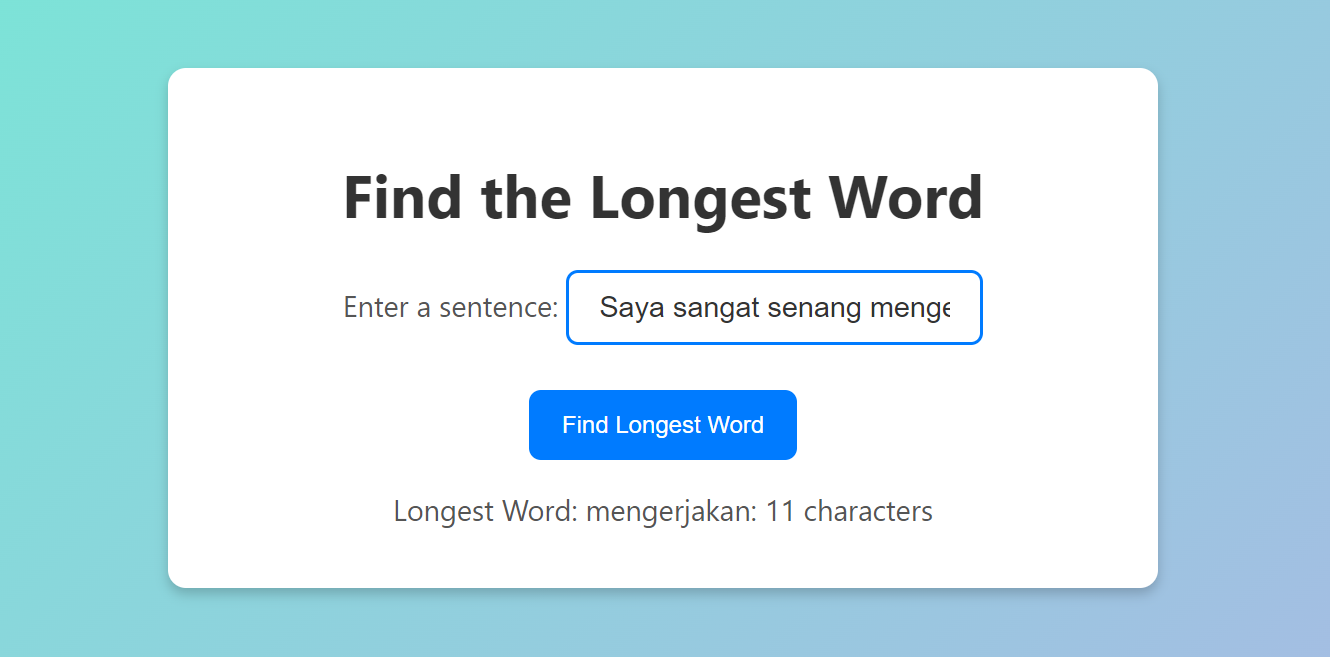 Find the Longest Word
Enter a sentence: Saya sangat senang menge
Find Longest Word
Longest Word: mengerjakan: 11 characters